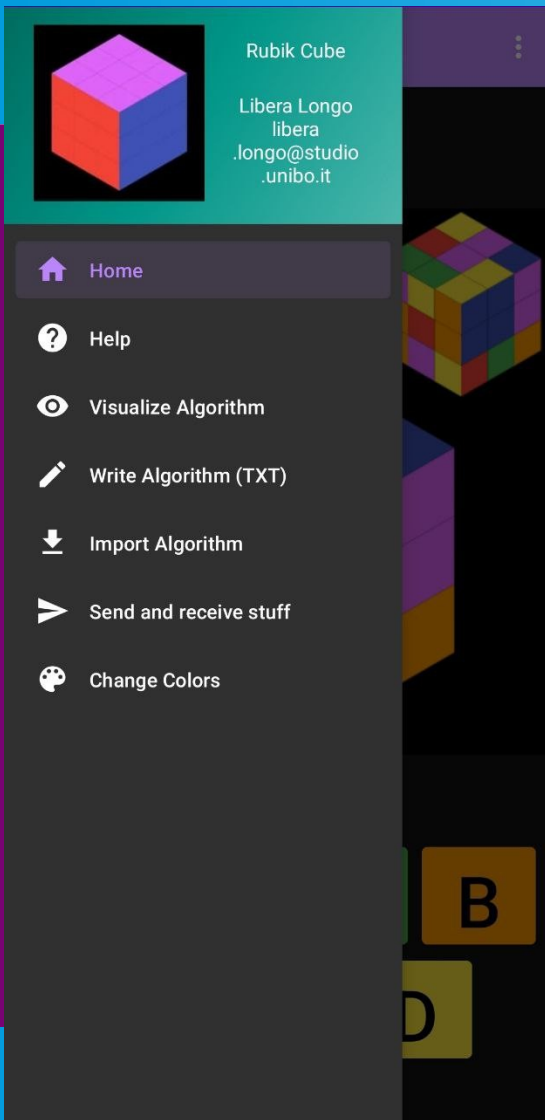 Rubik Cube
Libera Longo
libera
.longo@studio
.unibo.it
Home
Help
Visualize Algorithm
Write Algorithm (TXT)
Import Algorithm
Send and receive stuff
Change Colors
B
D